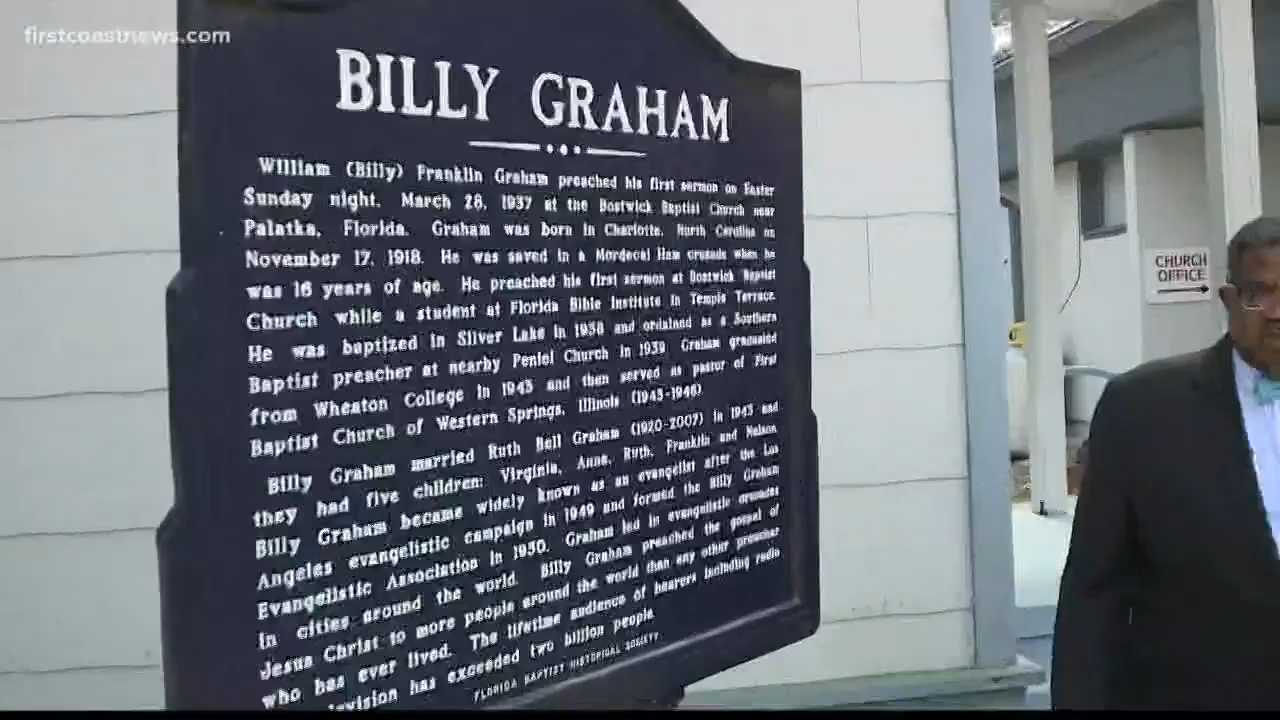 firstcoastnews.com
BILLY GRAHAM
William (Billy) Franklin Graham preached his first sermon on Easter
Sunday night, March 28, 1937 at the Bostwick Baptist Church near
Palatka, Florida. Graham was born in Charlotte, North Carolina on
November 17, 1918. He was saved in a Mordecai Ham crusade when he
was 16 years of age. He preached his first sermon at Bostwick Baptist
Church while a student at Florida Bible Institute in Temple Terrace.
He was baptized in Silver Lake in 1938 and ordained as a Southern
Baptist preacher at nearby Peniel Church in 1939. Graham graduated
from Wheaton College in 1943 and then served as pastor of First
Baptist Church of Western Springs, Illinois (1943-1946).
Billy Graham married Ruth Bell Graham (1920-2007) in 1943 and
they had five children: Virginia, Anne, Ruth, Franklin and Nelson.
Billy Graham became widely known as an evangelist after the Los
Angeles evangelistic campaign in 1949 and formed the Billy Graham
Evangelistic Association in 1950. Graham led in evangelistic crusades
in cities around the world. Billy Graham preached the gospel of
Jesus Christ to more people around the world than any other preacher
who has ever lived. The lifetime audience of hearers including radio
levision has exceeded two billion people.
FLORIDA BAPTIST HISTORICAL SOCIETY
CHURCH
OFFICE